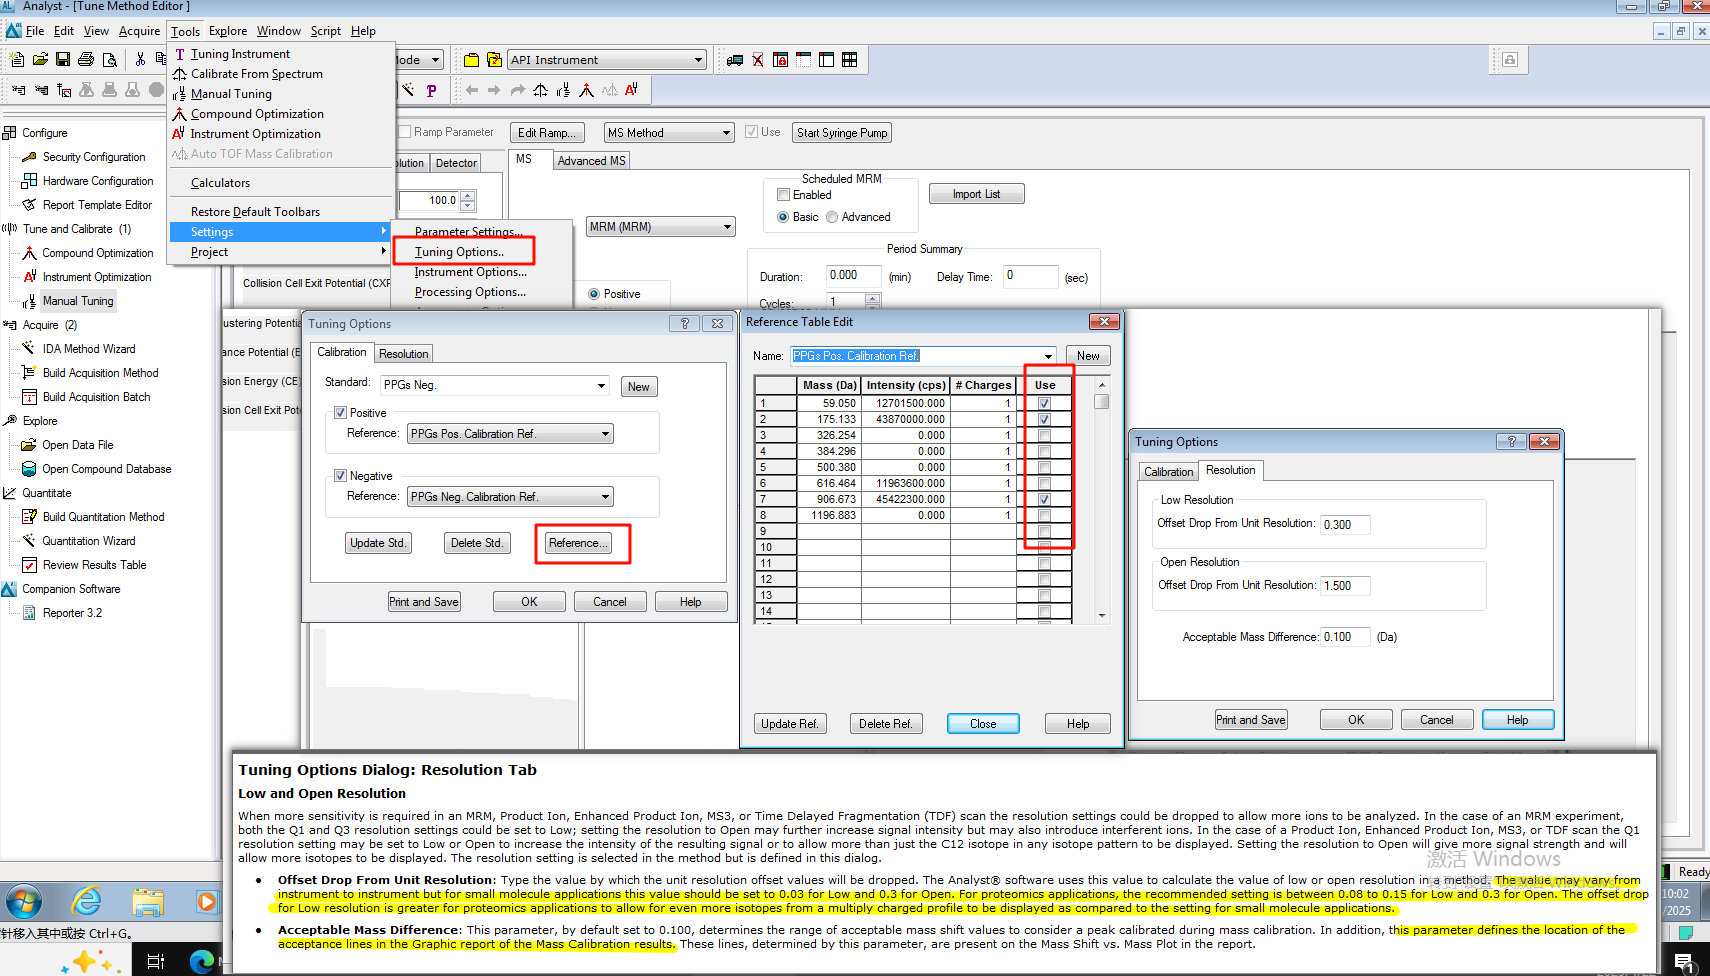 Analyst - [Tune Method Editor ]
File Edit View Acquire Tools Explore Window Script Help
Mode
API Instrument
Tuning Instrument
Calibrate From Spectrum
Manual Tuning
Compound Optimization
Instrument Optimization
Auto TOF Mass Calibration
Calculators
Restore Default Toolbars
Settings
Project
Parameter Settings...
Tuning Options..
Instrument Options...
Processing Options...
Configure
Security Configuration
Hardware Configuration
Report Template Editor
Tune and Calibrate (1)
Compound Optimization
Instrument Optimization
Manual Tuning
Acquire (2)
IDA Method Wizard
Build Acquisition Method
Build Acquisition Batch
Explore
Open Data File
Open Compound Database
Quantitate
Build Quantitation Method
Quantitation Wizard
Review Results Table
Companion Software
Reporter 3.2
Ramp Parameter
Edit Ramp...
MS Method
Use
Start Syringe Pump
olution
Detector
MS
Advanced MS
100.0
MRM (MRM)
Scheduled MRM
Enabled
Basic
Advanced
Import List
Period Summary
Duration: 0.000 (min) Delay Time: 0 (sec)
Cycles: 1
Collision Cell Exit Potential (CXP
Positive
ustering Potential
ance Potential (E
sion Energy (CE)
sion Cell Exit Pot
Tuning Options
Calibration
Resolution
Standard: PPGs Neg.
New
Positive
Reference: PPGs Pos. Calibration Ref.
Negative
Reference: PPGs Neg. Calibration Ref.
Update Std. Delete Std. Reference...
Print and Save OK Cancel Help
Reference Table Edit
Name: PPGs Pos. Calibration Ref. New
Mass (Da) Intensity (cps) # Charges Use
1 59.050 12701500.000 1
2 175.133 43870000.000 1
3 326.254 0.000 1
4 384.296 0.000 1
5 500.380 0.000 1
6 616.464 11963600.000 1
7 906.673 45422300.000 1
8 1196.883 0.000 1
9
10
11
12
13
14
Update Ref. Delete Ref. Close Help
Tuning Options
Calibration
Resolution
Low Resolution
Offset Drop From Unit Resolution: 0.300
Open Resolution
Offset Drop From Unit Resolution: 1.500
Acceptable Mass Difference: 0.100 (Da)
Print and Save OK Cancel Help
Tuning Options Dialog: Resolution Tab
Low and Open Resolution
When more sensitivity is required in an MRM, Product Ion, Enhanced Product Ion, MS3, or Time Delayed Fragmentation (TDF) scan the resolution settings could be dropped to allow more ions to be analyzed. In the case of an MRM experiment,
both the Q1 and Q3 resolution settings could be set to Low; setting the resolution to Open may further increase signal intensity but may also introduce interferent ions. In the case of a Product Ion, Enhanced Product Ion, MS3, or TDF scan the Q1
resolution setting may be set to Low or Open to increase the intensity of the resulting signal or to allow more than just the C12 isotope in any isotope pattern to be displayed. Setting the resolution to Open will give more signal strength and will
allow more isotopes to be displayed. The resolution setting is selected in the method but is defined in this dialog.
• Offset Drop From Unit Resolution: Type the value by which the unit resolution offset values will be dropped. The Analyst® software uses this value to calculate the value of low or open resolution in a method. The value may vary from
instrument to instrument but for small molecule applications this value should be set to 0.03 for Low and 0.3 for Open. For proteomics applications, the recommended setting is between 0.08 to 0.15 for Low and 0.3 for Open. The offset drop
for Low resolution is greater for proteomics applications to allow for even more isotopes from a multiply charged profile to be displayed as compared to the setting for small molecule applications.
• Acceptable Mass Difference: This parameter, by default set to 0.100, determines the range of acceptable mass shift values to consider a peak calibrated during mass calibration. In addition, this parameter defines the location of the
acceptance lines in the Graphic report of the Mass Calibration results. These lines, determined by this parameter, are present on the Mass Shift vs. Mass Plot in the report.
激活 Windows
Ready
10:02
/2025
针移入其中或按 Ctrl+G。
1